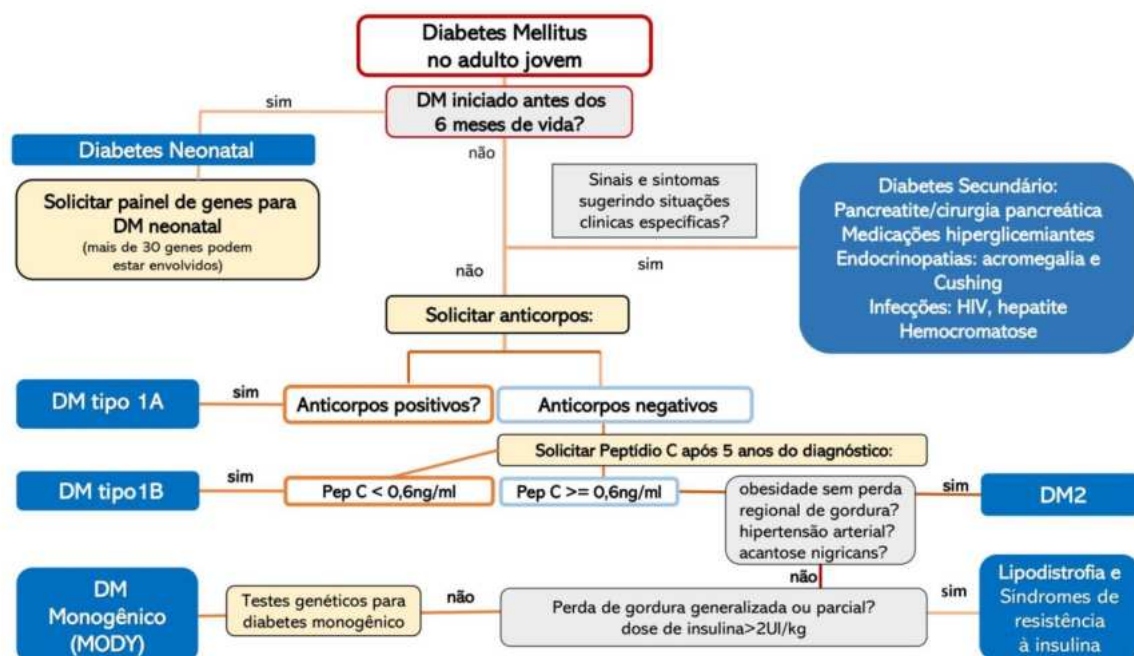 Diabetes Mellitus
no adulto jovem
sim
DM iniciado antes dos
6 meses de vida?
Diabetes Neonatal
não
Solicitar painel de genes para
DM neonatal
(mais de 30 genes podem
estar envolvidos)
Sinais e sintomas
sugerindo situações
clinicas especificas?
Diabetes Secundário:
Pancreatite/cirurgia pancreática
Medicações hiperglicemiantes
Endocrinopatias: acromegalia e
Cushing
Infecções: HIV, hepatite
Hemocromatose
não
sim
Solicitar anticorpos:
DM tipo 1A
sim
Anticorpos positivos?
Anticorpos negativos
Solicitar Peptídio C após 5 anos do diagnóstico:
DM tipo1B
sim
Pep C < 0,6ng/ml
Pep C >= 0,6ng/ml
obesidade sem perda
regional de gordura?
hipertensão arterial?
acantose nigricans?
sim
DM2
não
DM
Monogênico
(MODY)
Testes genéticos para
diabetes monogênico
não
Perda de gordura generalizada ou parcial?
dose de insulina>2UI/kg
sim
Lipodistrofia e
Síndromes de
resistência
à insulina